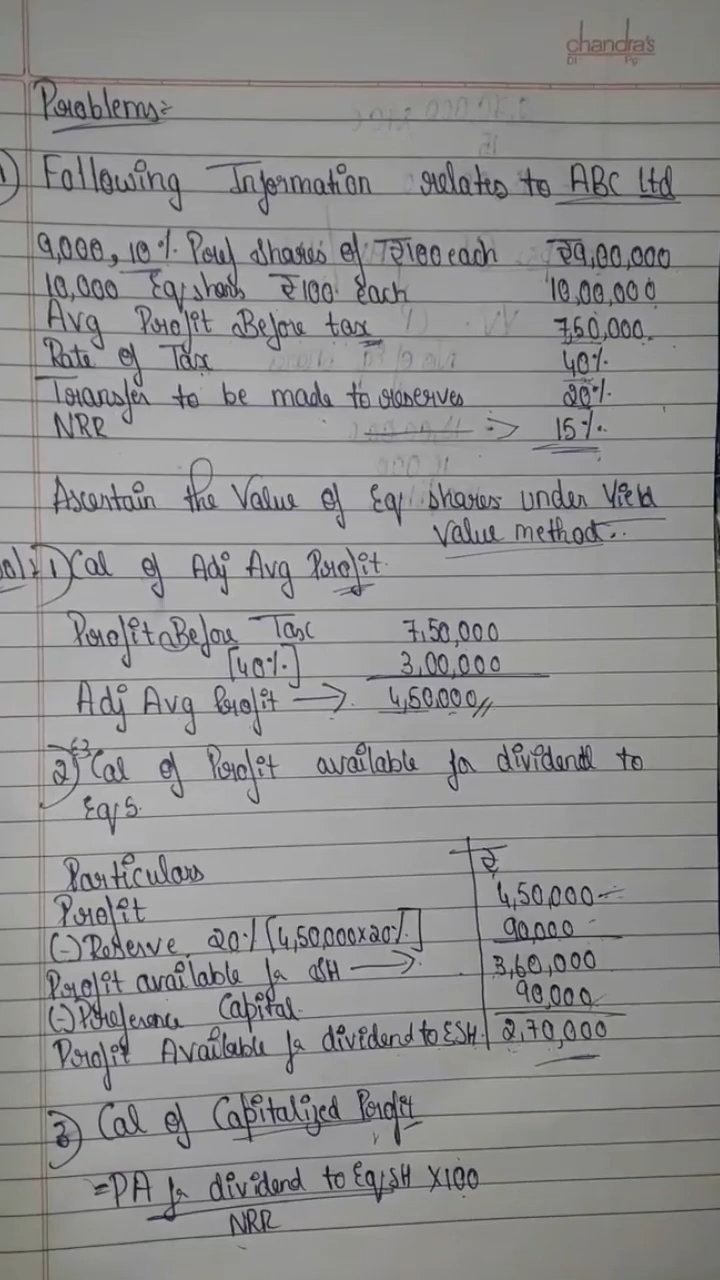 chandra's
Problems:-
1) Following Information relates to ABC Ltd
9,000, 10% Pref shares of ₹100 each ₹9,00,000
10,000 Eq shares ₹100 each 10,00,000
Avg Profit Before tax 7,50,000
Rate of Tax 40%
Transfer to be made to reserves 20%
NRR 15%
Ascertain the Value of Eq shares under Yield
Value method..
1) Cal of Adj Avg Profit.
Profit Before Tax 7,50,000
[40%] 3,00,000
Adj Avg Profit → 4,50,000//
2) Cal of Profit available for dividend to
Eq S.
Particulars ₹
Profit 4,50,000
(-) Reserve 20% [4,50,000x20%] 90,000
Profit available for SH → 3,60,000
(-) Preference Capital 90,000
Profit Available for dividend to ESH 2,70,000
3) Cal of Capitalized Profit
= PA for dividend to Eq SH x100
NRR